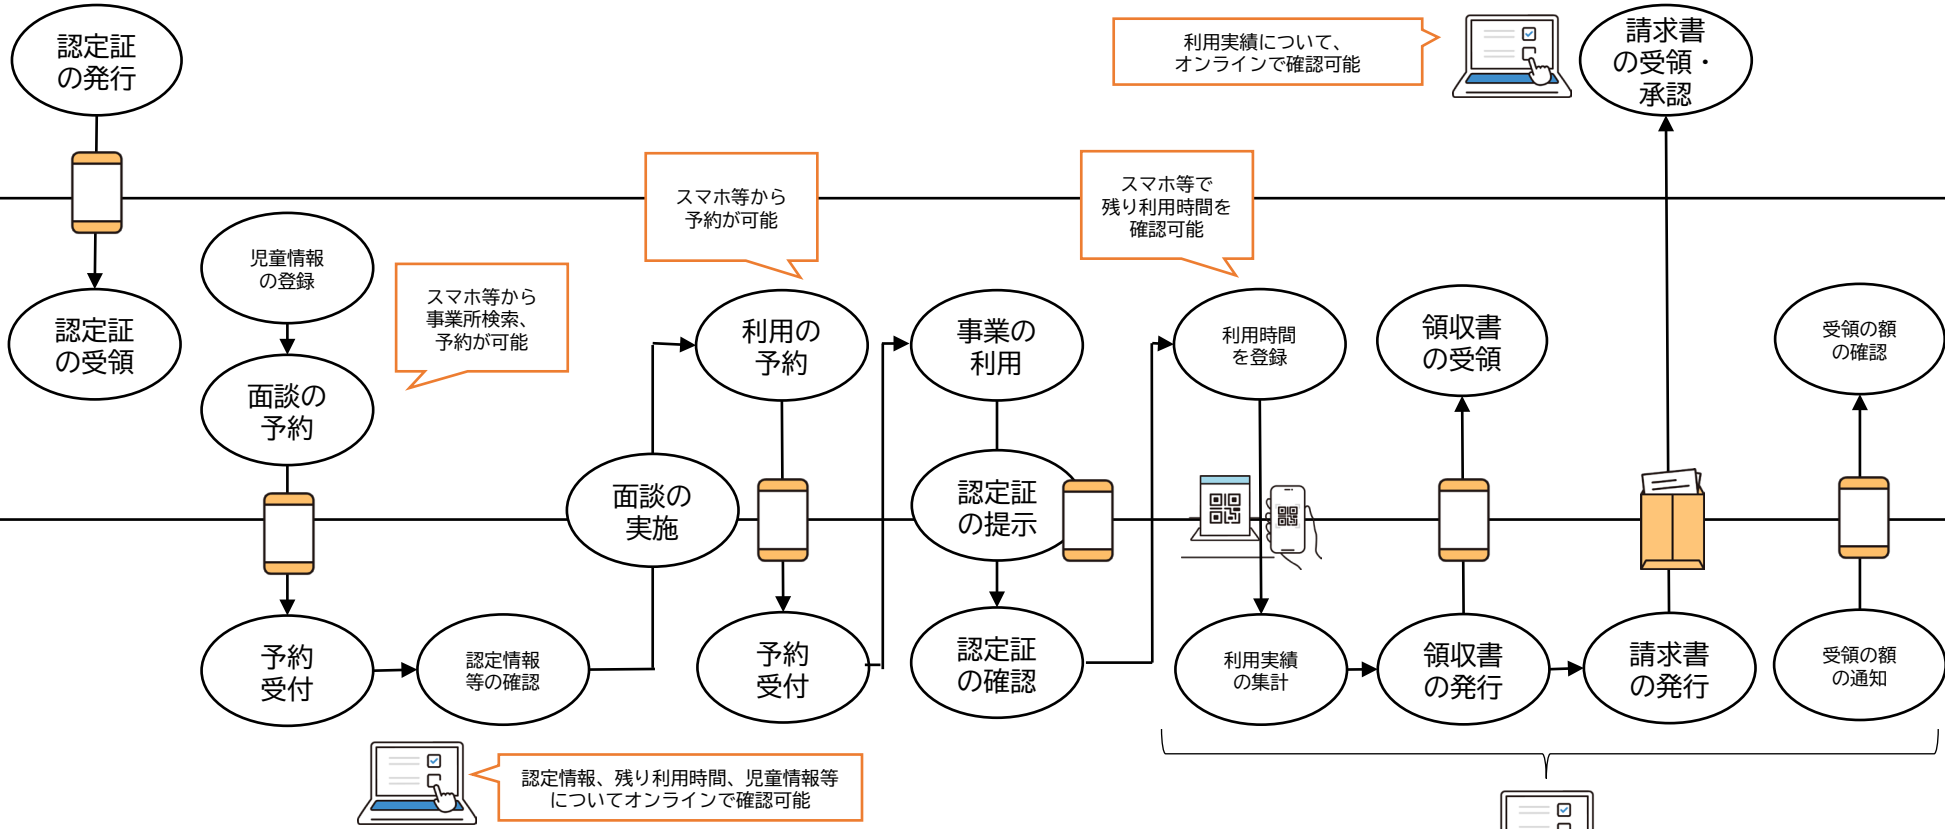 認定証
の発行
利用実績について、
オンラインで確認可能
請求書
の受領・
承認
スマホ等から
予約が可能
スマホ等で
残り利用時間を
確認可能
認定証
の受領
児童情報
の登録
面談の
予約
スマホ等から
事業所検索、
予約が可能
利用の
予約
事業の
利用
利用時間
を登録
領収書
の受領
受領の額
の確認
面談の
実施
認定証
の提示
予約
受付
認定情報
等の確認
予約
受付
認定証
の確認
利用実績
の集計
領収書
の発行
請求書
の発行
受領の額
の通知
認定情報、残り利用時間、児童情報等
についてオンラインで確認可能